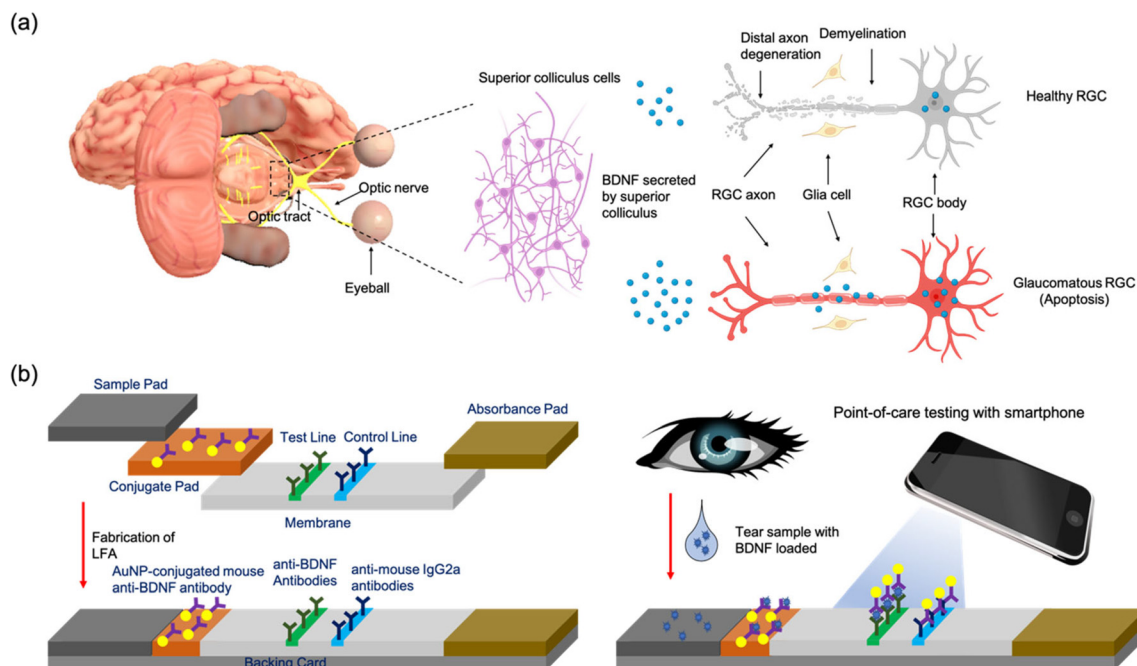 (a)
Superior colliculus cells
Optic nerve
Optic tract
Eyeball
BDNF secreted
by superior
colliculus
Distal axon
degeneration
Demyelination
Healthy RGC
RGC axon
Glia cell
RGC body
Glaucomatous RGC
(Apoptosis)
(b)
Sample Pad
Conjugate Pad
Test Line
Control Line
Absorbance Pad
Membrane
Fabrication of
LFA
AuNP-conjugated mouse
anti-BDNF antibody
anti-BDNF
Antibodies
anti-mouse IgG2a
antibodies
Backing Card
Point-of-care testing with smartphone
Tear sample with
BDNF loaded